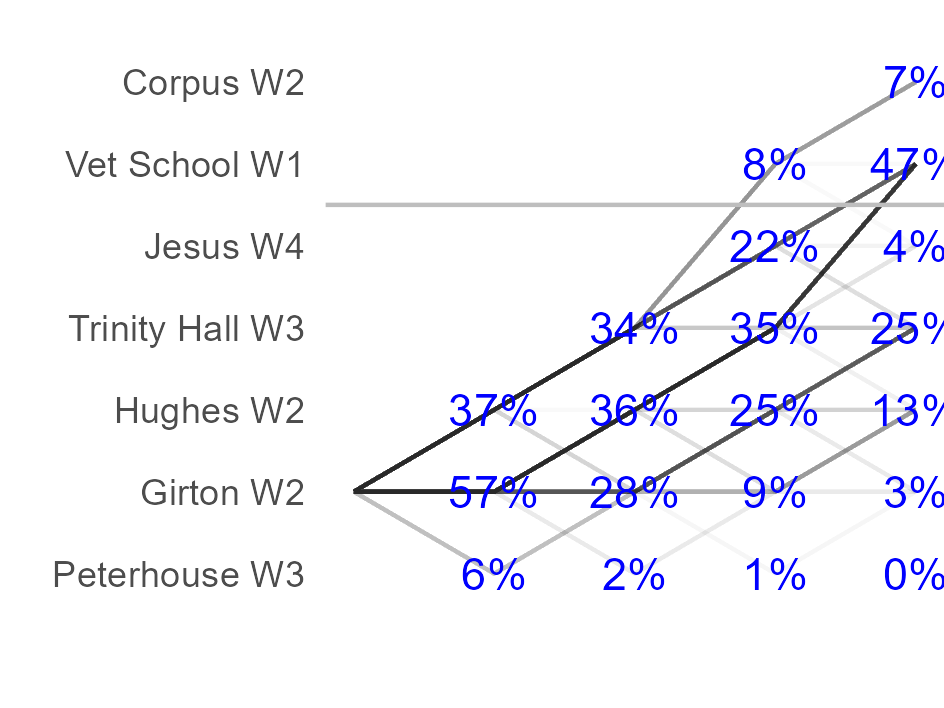 Corpus W2 7%
Vet School W1 8% 47%
Jesus W4 22% 4%
Trinity Hall W3 34% 35% 25%
Hughes W2 37% 36% 25% 13%
Girton W2 57% 28% 9% 3%
Peterhouse W3 6% 2% 1% 0%